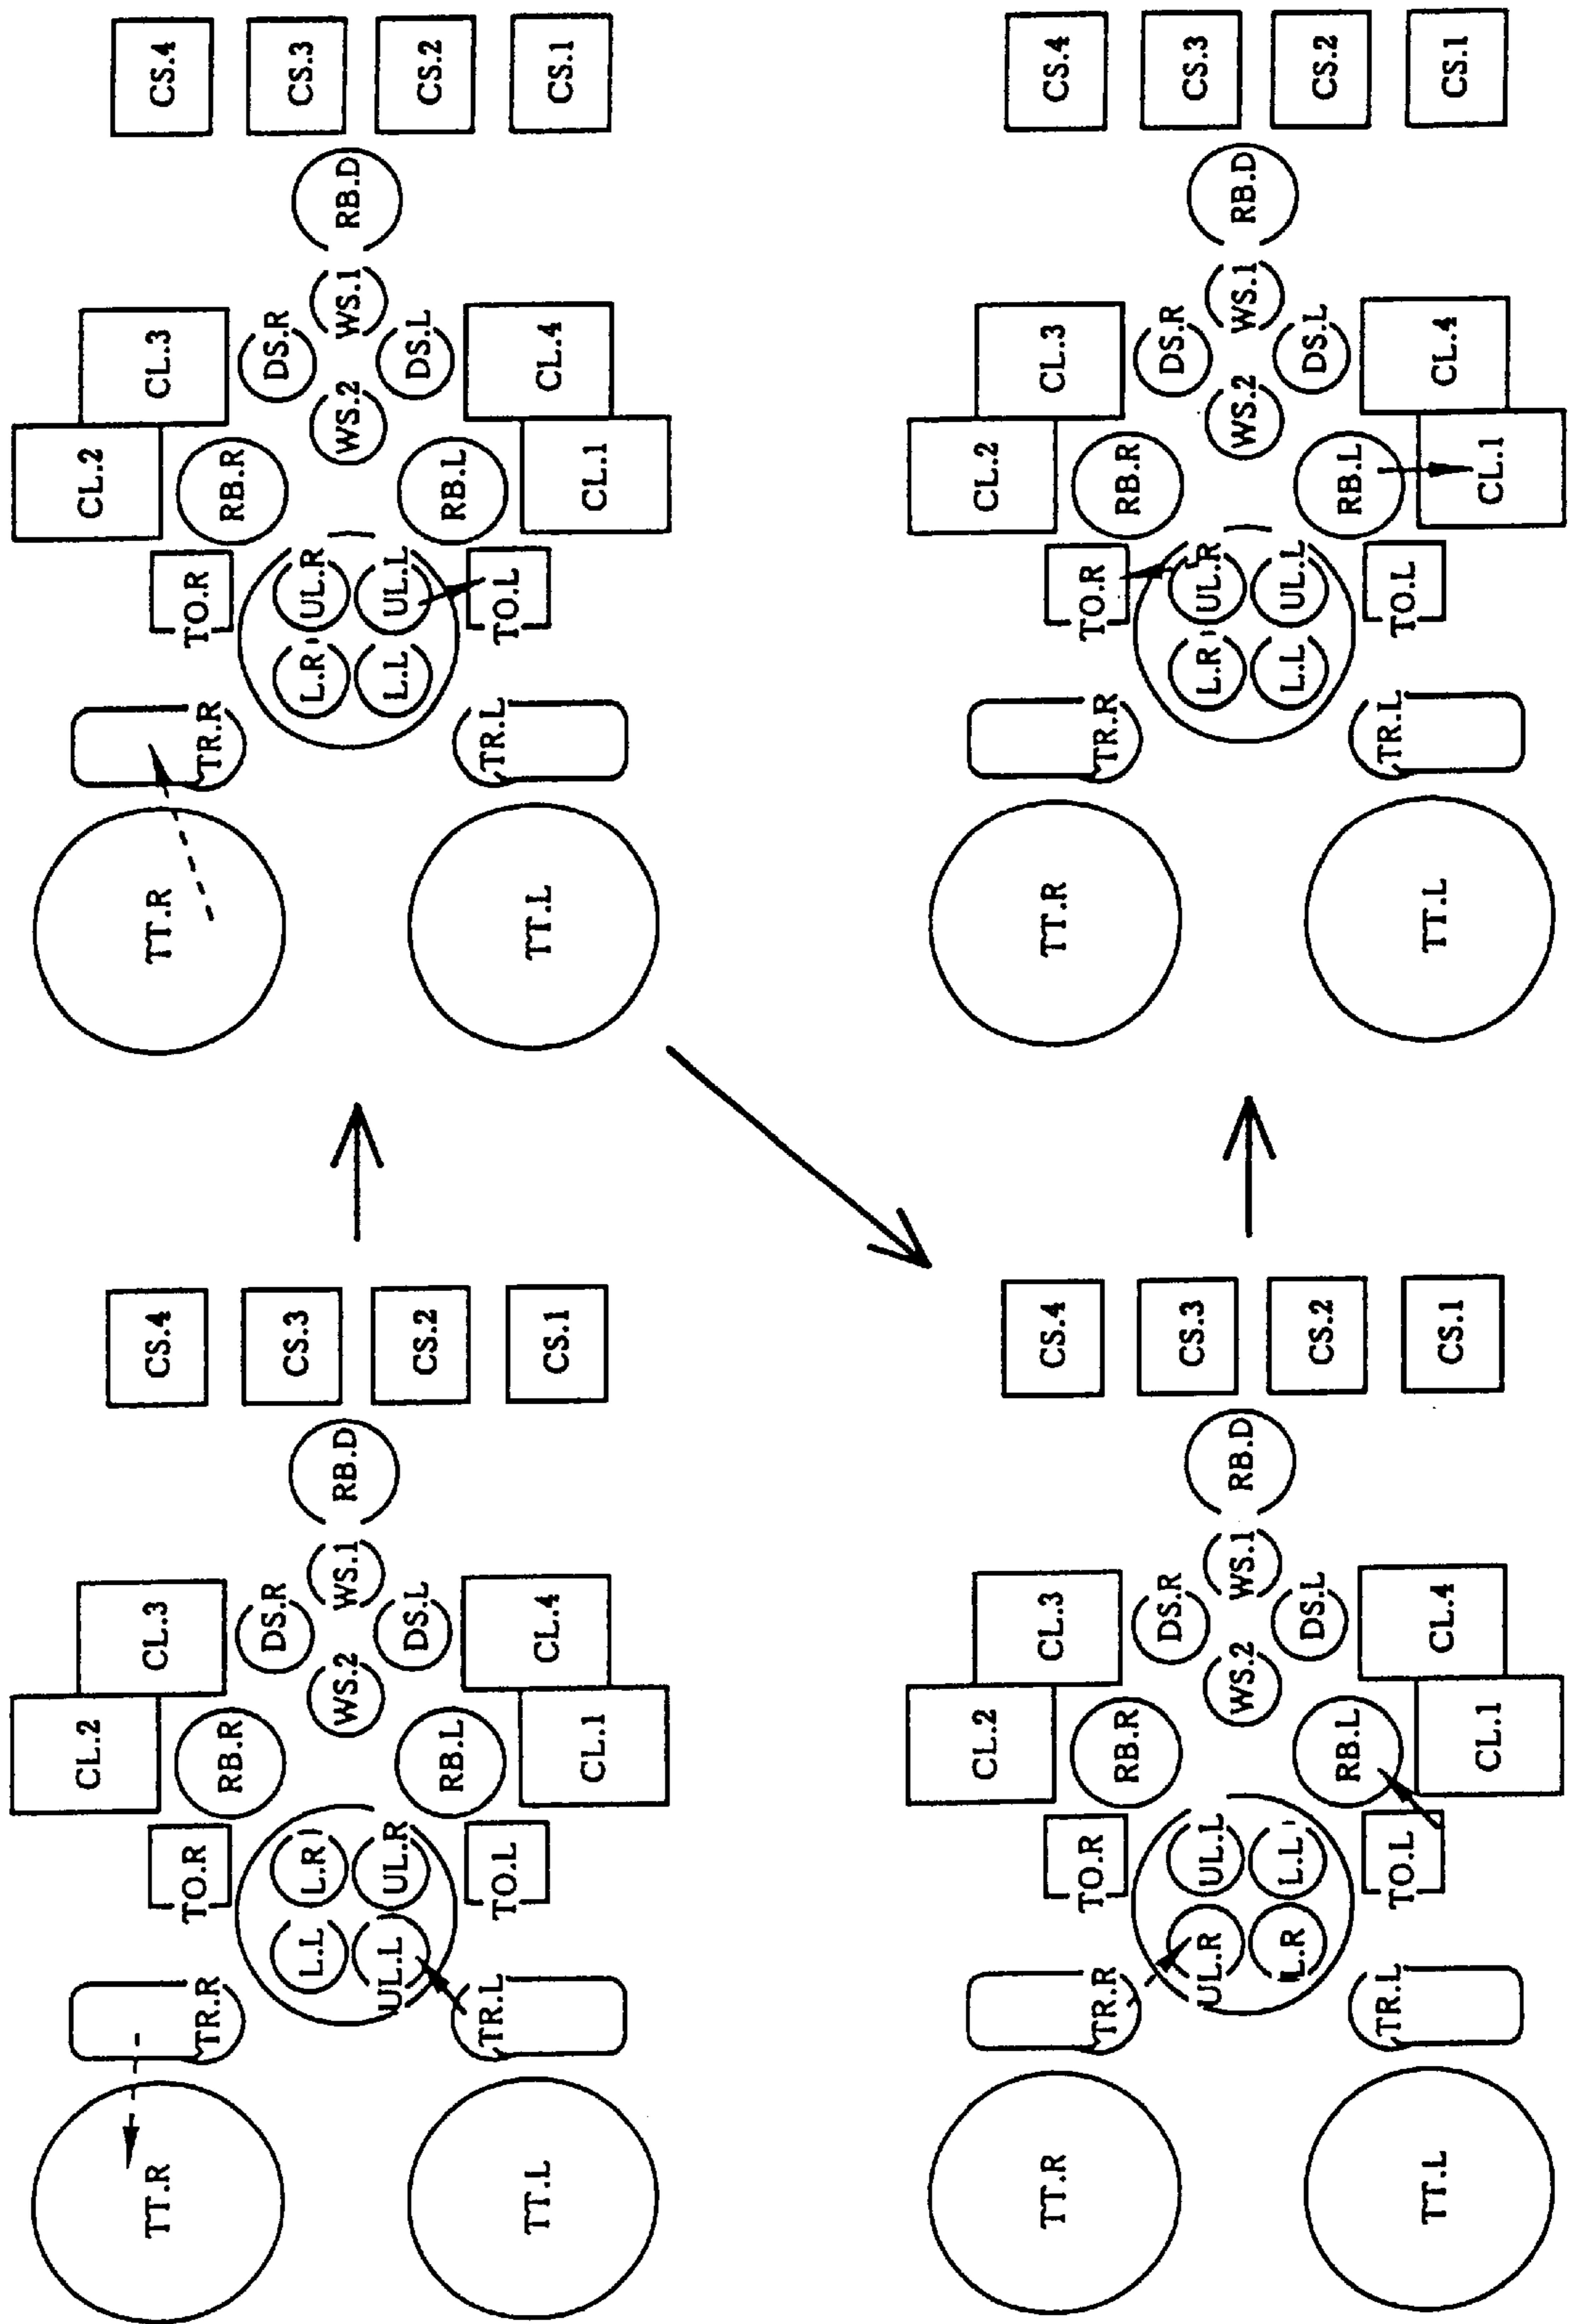 CL.2
TT.R
CL.3
CS.4
TR.R
TO.R
RB.R
DS.R
CS.3
L.L
L.R
WS.2
WS.1
RB.D
UL.L
UL.R
DS.L
CS.2
RB.L
TR.L
TO.L
TT.L
CL.4
CS.1
CL.1
CL.2
TT.R
CL.3
CS.4
TR.R
TO.R
RB.R
DS.R
CS.3
L.R
UL.R
WS.2
WS.1
RB.D
L.L
UL.L
DS.L
CS.2
RB.L
TR.L
TO.L
TT.L
CL.4
CS.1
CL.1
CL.2
TT.R
CL.3
CS.4
TR.R
TO.R
RB.R
DS.R
CS.3
UL.R
UL.L
WS.2
WS.1
RB.D
L.R
L.L
DS.L
CS.2
RB.L
TR.L
TO.L
TT.L
CL.4
CS.1
CL.1
CL.2
TT.R
CL.3
CS.4
TR.R
TO.R
RB.R
DS.R
CS.3
L.R
UL.R
WS.2
WS.1
RB.D
L.L
UL.L
DS.L
CS.2
RB.L
TR.L
TO.L
TT.L
CL.4
CS.1
CL.1